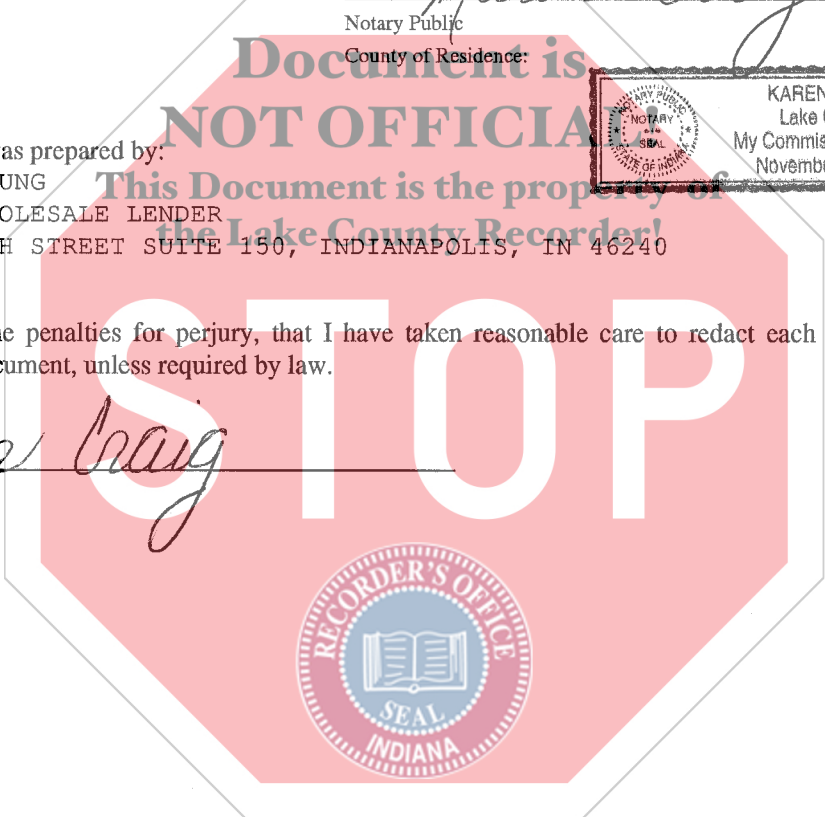 Notary Public
County of Residence:
Document is
NOT OFFICIAL!
This Document is the property of
the Lake County Recorder!
KAREN
Lake
My Commis
Novemb
NOTARY PUBLIC
NOTARY
SEAL
STATE OF INDIANA
as prepared by:
UNG
OLESALE LENDER
H STREET SUITE 150, INDIANAPOLIS, IN 46240
e penalties for perjury, that I have taken reasonable care to redact each
cument, unless required by law.
Craig
STOP
RECORDER'S OFFICE
SEAL
INDIANA